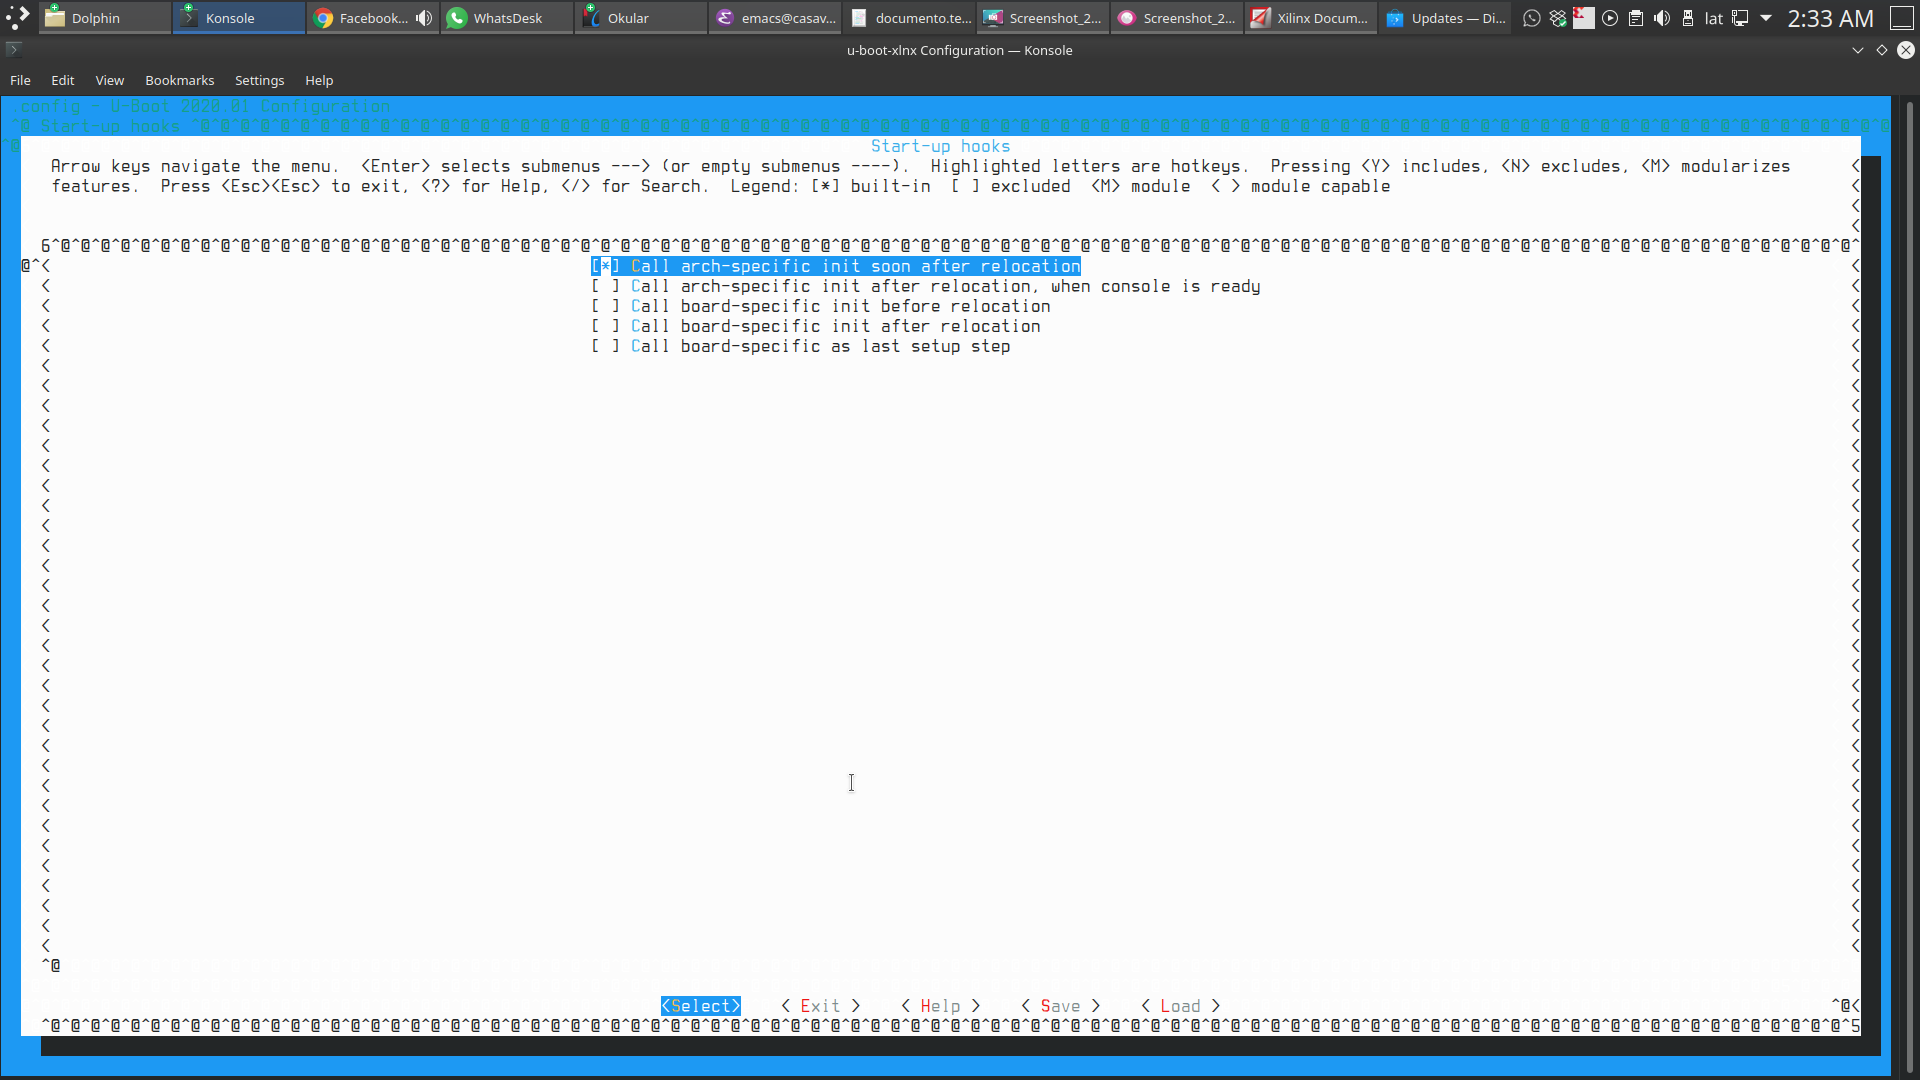 Dolphin Konsole Facebook... WhatsDesk Okular emacs@casav... documento.te... Screenshot_2... Screenshot_2... Xilinx Docum... Updates — Di... lat 2:33 AM
u-boot-xlnx Configuration — Konsole
File Edit View Bookmarks Settings Help
.config - U-Boot 2020.01 Configuration
Start-up hooks
Start-up hooks
Arrow keys navigate the menu. <Enter> selects submenus ---> (or empty submenus ----). Highlighted letters are hotkeys. Pressing <Y> includes, <N> excludes, <M> modularizes
features. Press <Esc><Esc> to exit, <?> for Help, </> for Search. Legend: [*] built-in [ ] excluded <M> module < > module capable
[*] Call arch-specific init soon after relocation
[ ] Call arch-specific init after relocation, when console is ready
[ ] Call board-specific init before relocation
[ ] Call board-specific init after relocation
[ ] Call board-specific as last setup step
<Select> < Exit > < Help > < Save > < Load >